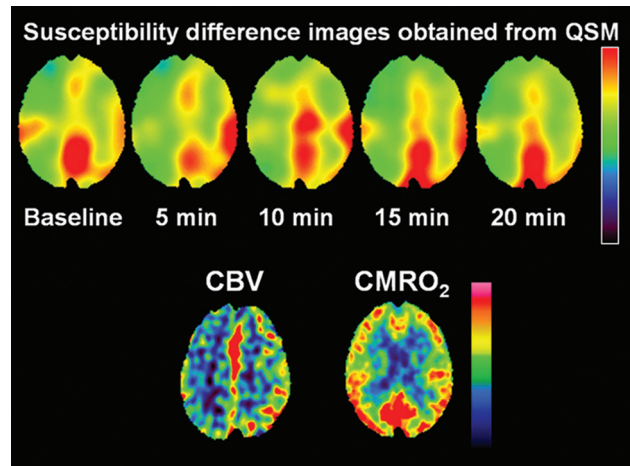 Susceptibility difference images obtained from QSM
Baseline 5 min 10 min 15 min 20 min
CBV CMRO₂